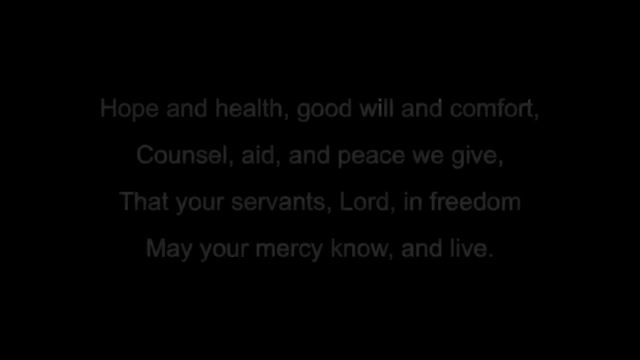 Hope and health, good will and comfort,
Counsel, aid, and peace we give,
That your servants, Lord, in freedom
May your mercy know, and live.